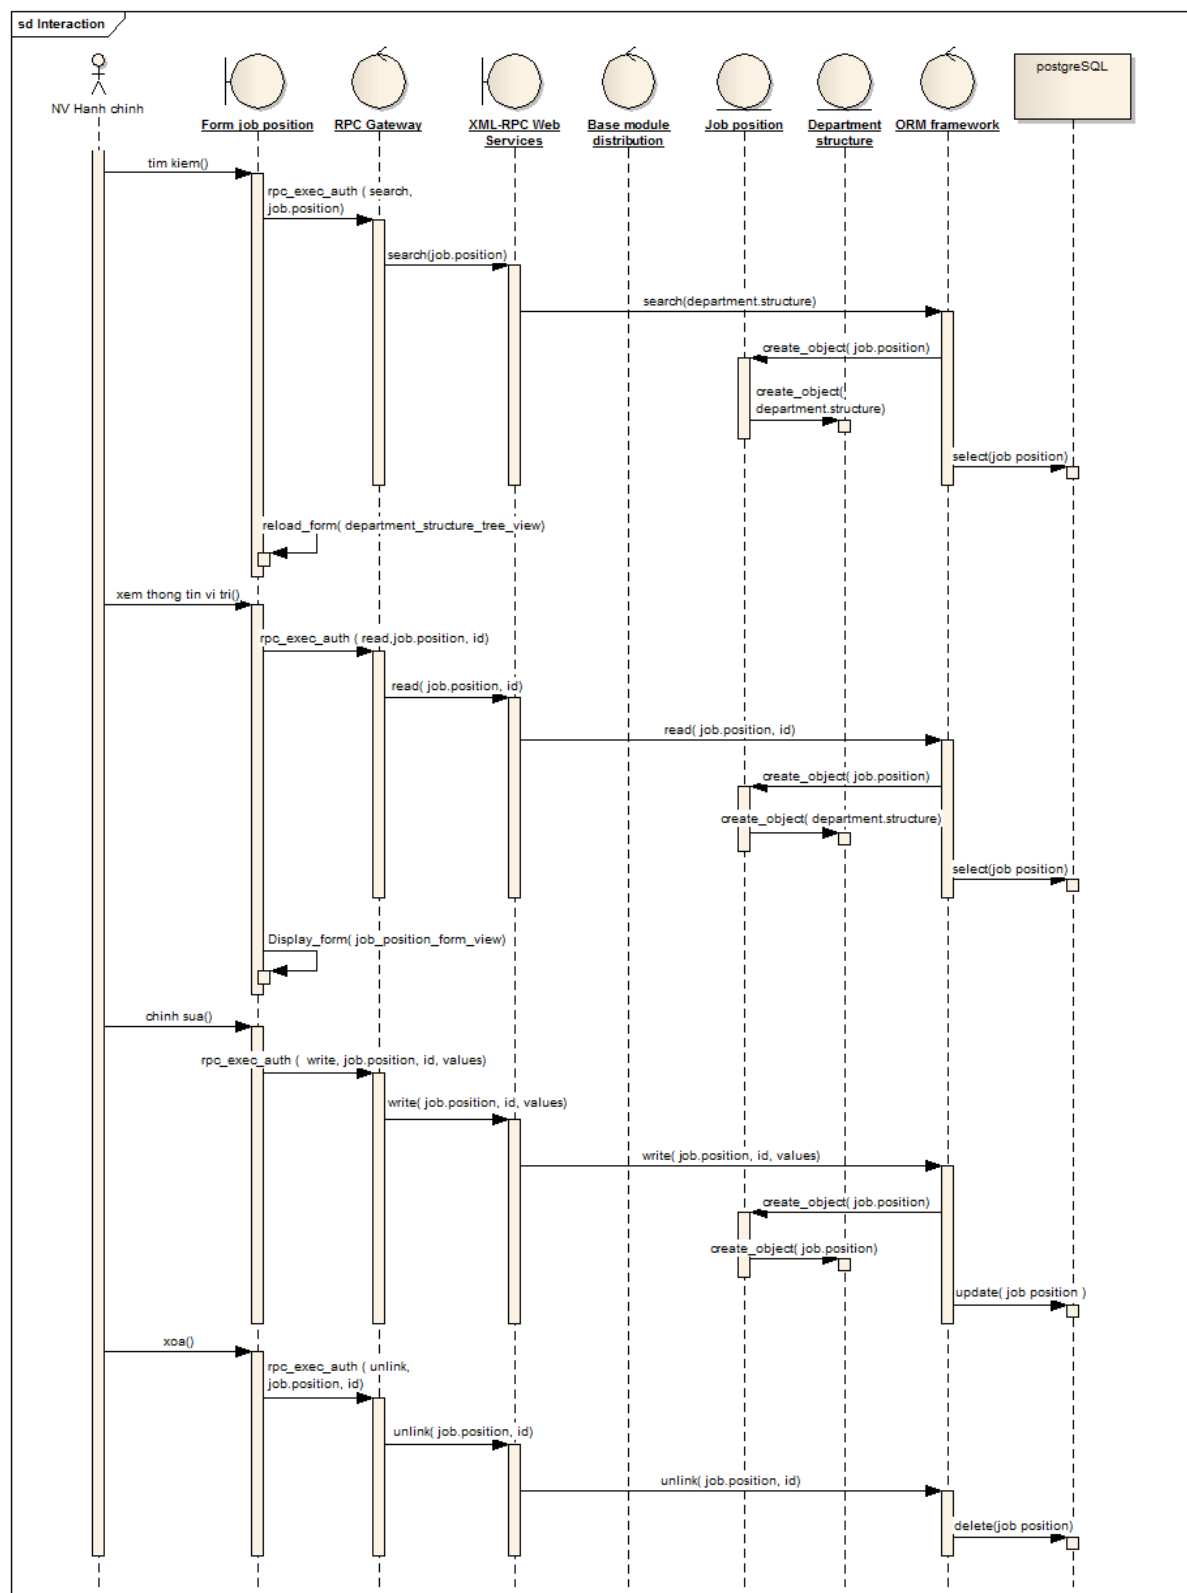 sd Interaction
NV Hanh chinh
Form job position
RPC Gateway
XML-RPC Web
Services
Base module
distribution
Job position
Department
structure
ORM framework
postgreSQL
tim kiem()
rpc_exec_auth ( search,
job.position)
search(job.position)
search(department.structure)
create_object( job.position)
create_object(
department.structure)
select(job position)
reload_form( department_structure_tree_view)
xem thong tin vi tri()
rpc_exec_auth ( read,job.position, id)
read( job.position, id)
read( job.position, id)
create_object( job.position)
create_object( department.structure)
select(job position)
Display_form( job_position_form_view)
chinh sua()
rpc_exec_auth (  write, job.position, id, values)
write( job.position, id, values)
write( job.position, id, values)
create_object( job.position)
create_object( job.position)
update( job position )
xoa()
rpc_exec_auth ( unlink,
job.position, id)
unlink( job.position, id)
unlink( job.position, id)
delete(job position)